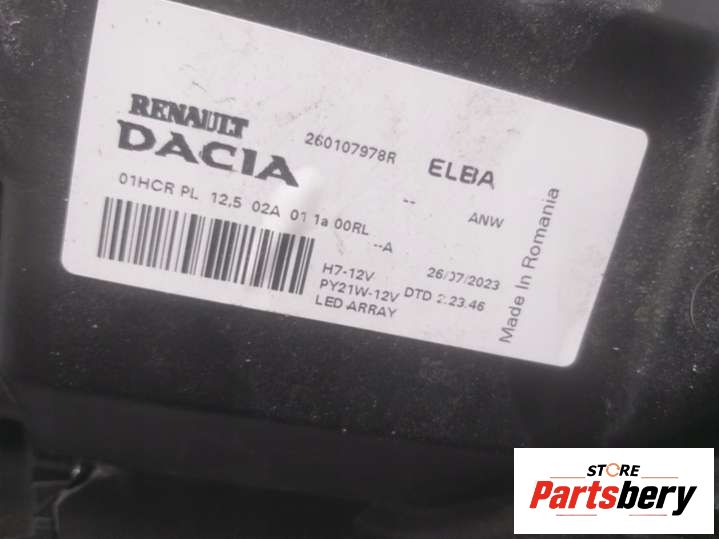 RENAULT
DACIA
260107978R
ELBA
--
ANW
01HCR PL 12,5 02A 01 1a 00RL
--A
H7-12V
PY21W-12V
LED ARRAY
26/07/2023
DTD 2.23.46
Made In Romania
STORE
Partsbery